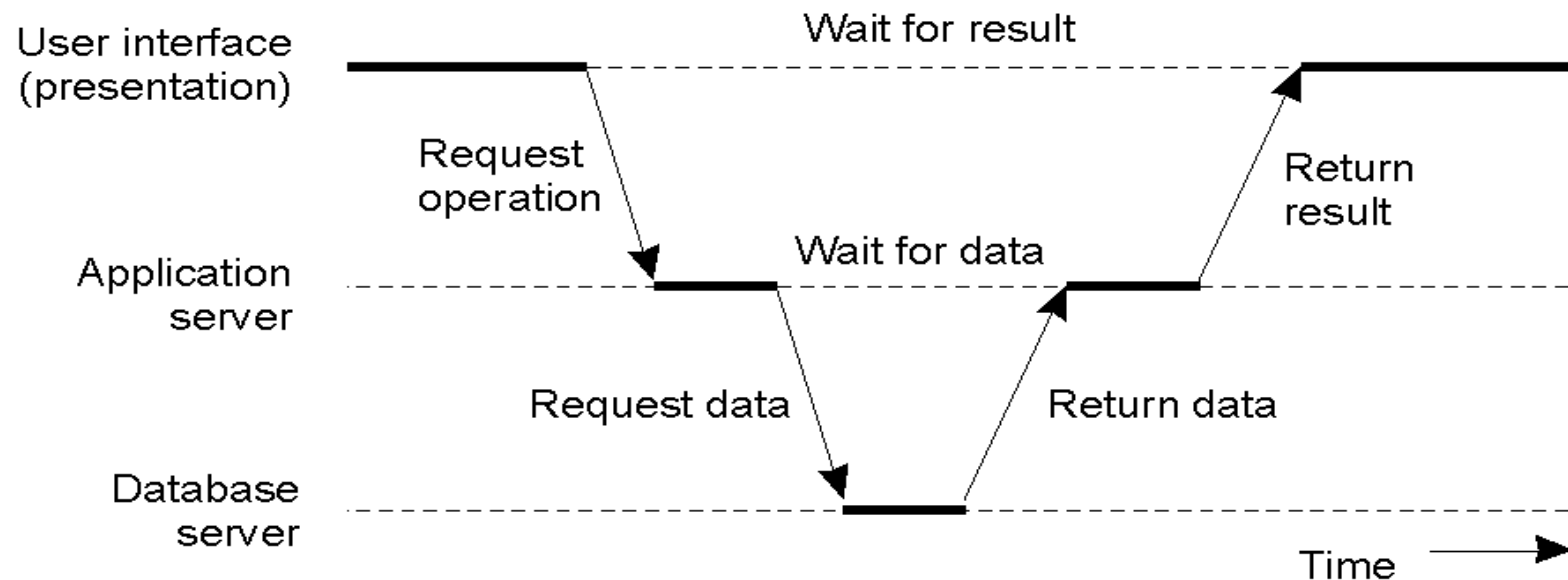 User interface
(presentation)
Wait for result
Request
operation
Return
result
Application
server
Wait for data
Request data
Return data
Database
server
Time